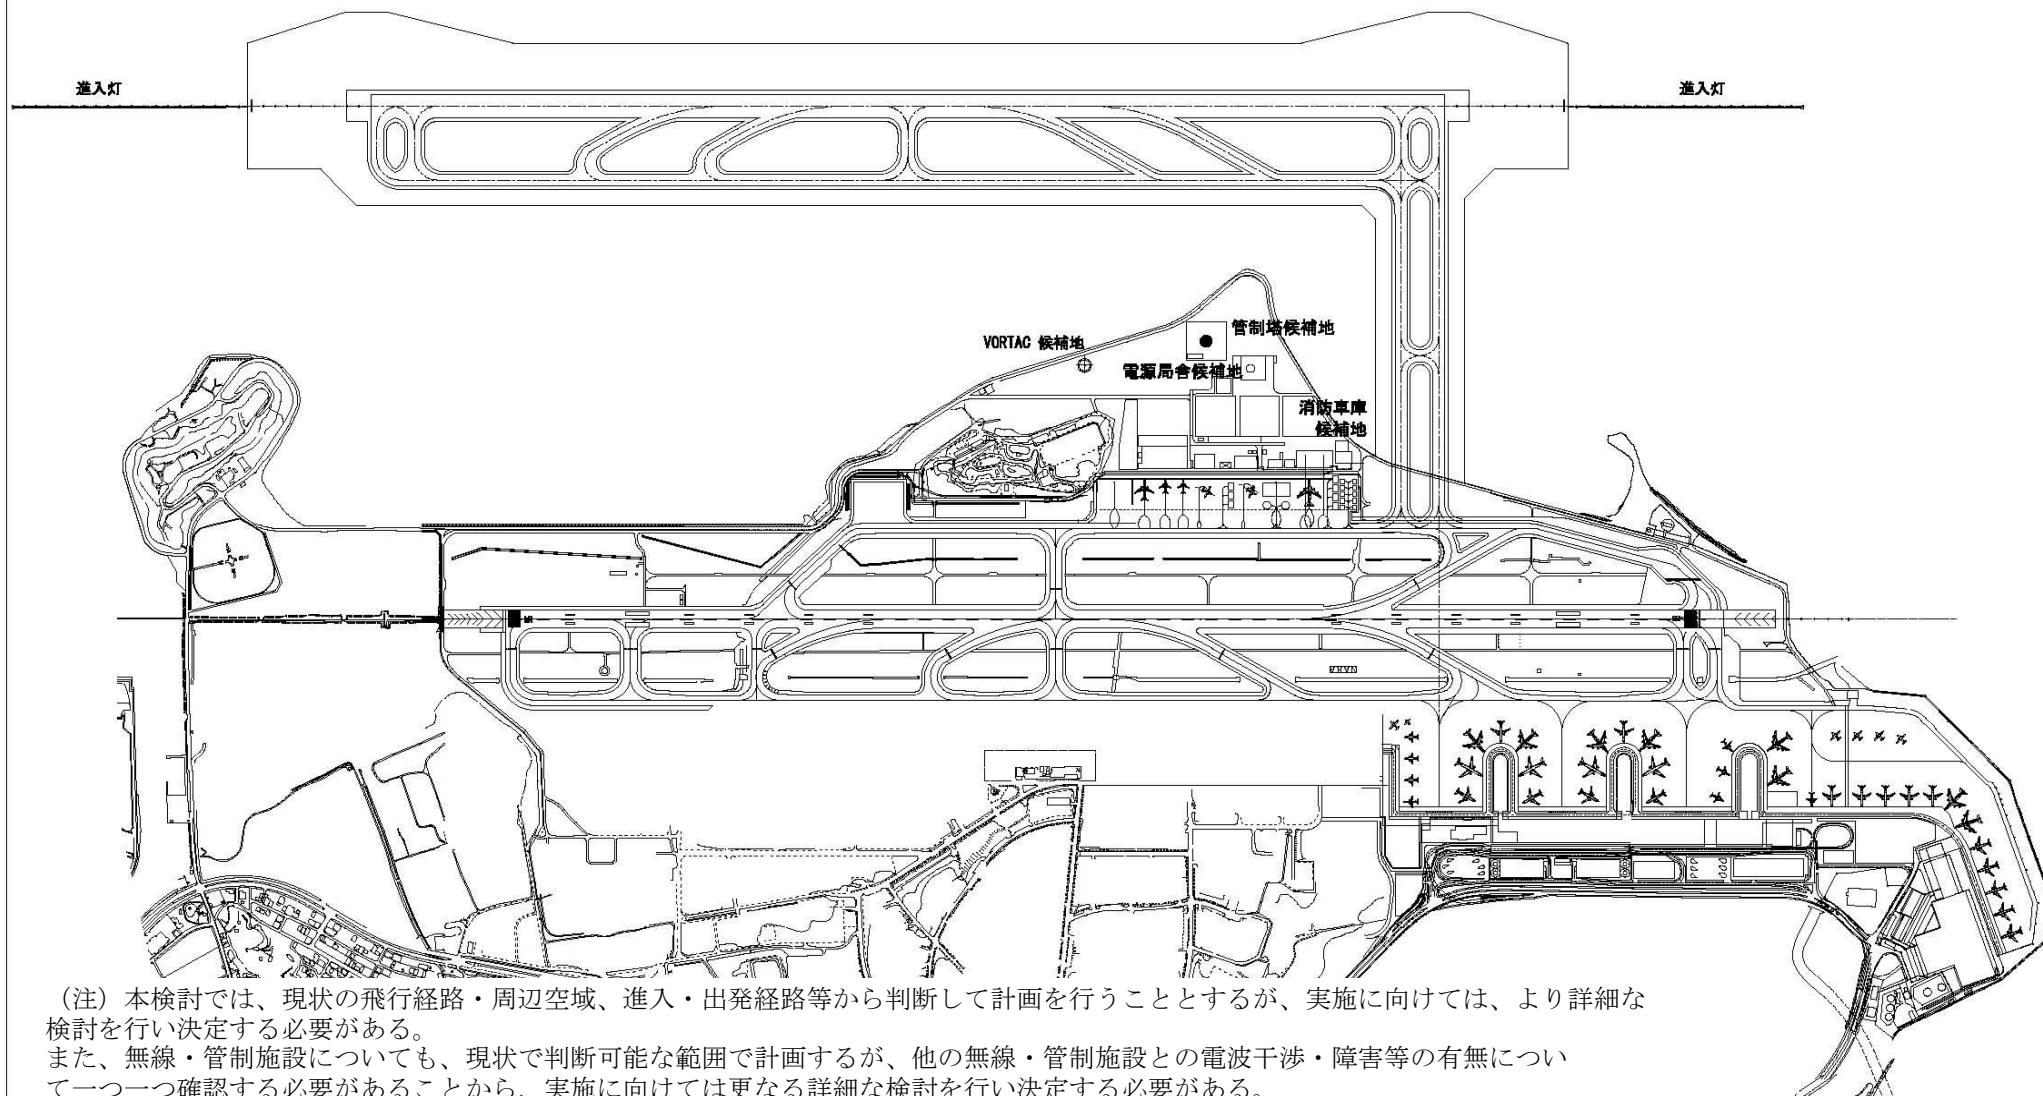 進入灯
進入灯
管制塔候補地
VORTAC 候補地
電源局舎候補地
消防車庫
候補地
NAHA
（注）本検討では、現状の飛行経路・周辺空域、進入・出発経路等から判断して計画を行うこととするが、実施に向けては、より詳細な
検討を行い決定する必要がある。
また、無線・管制施設についても、現状で判断可能な範囲で計画するが、他の無線・管制施設との電波干渉・障害等の有無につい
て一つ一つ確認する必要があることから、実施に向けては更なる詳細な検討を行い決定する必要がある。